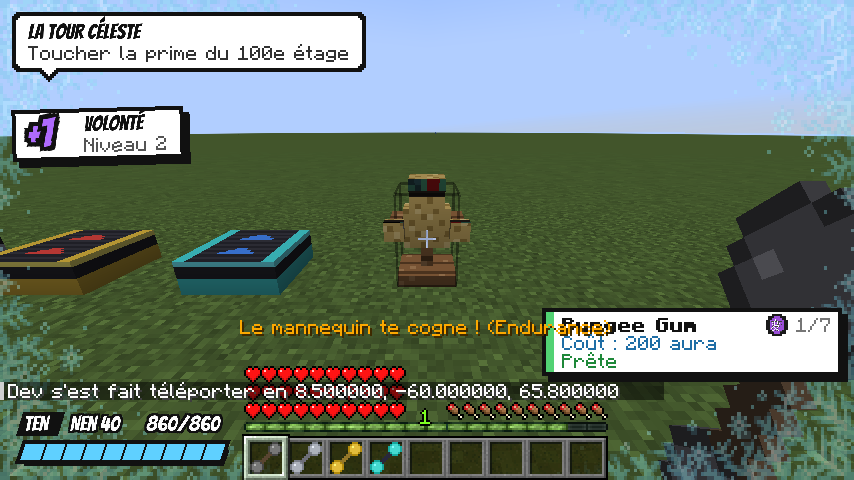 LA TOUR CÉLESTE
Toucher la prime du 100e étage
+1
VOLONTÉ
Niveau 2
Le mannequin te cogne ! (Endurance)
Bungee Gum
1/7
Coût : 200 aura
Prête
Dev s'est fait téléporter en 8.500000, -60.000000, 65.800000
TEN
NEN 40
860/860
1